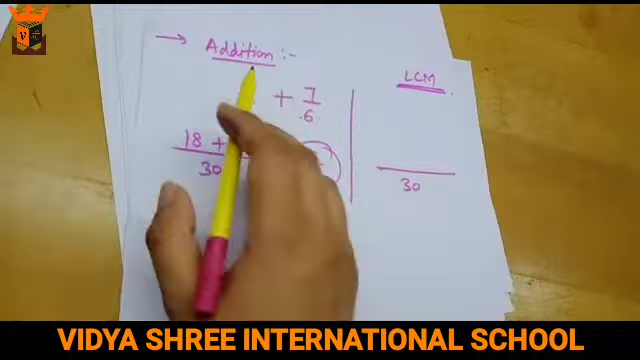 → Addition :-
LCM
+ 1
6
18 +
30
30
VIDYA SHREE INTERNATIONAL SCHOOL